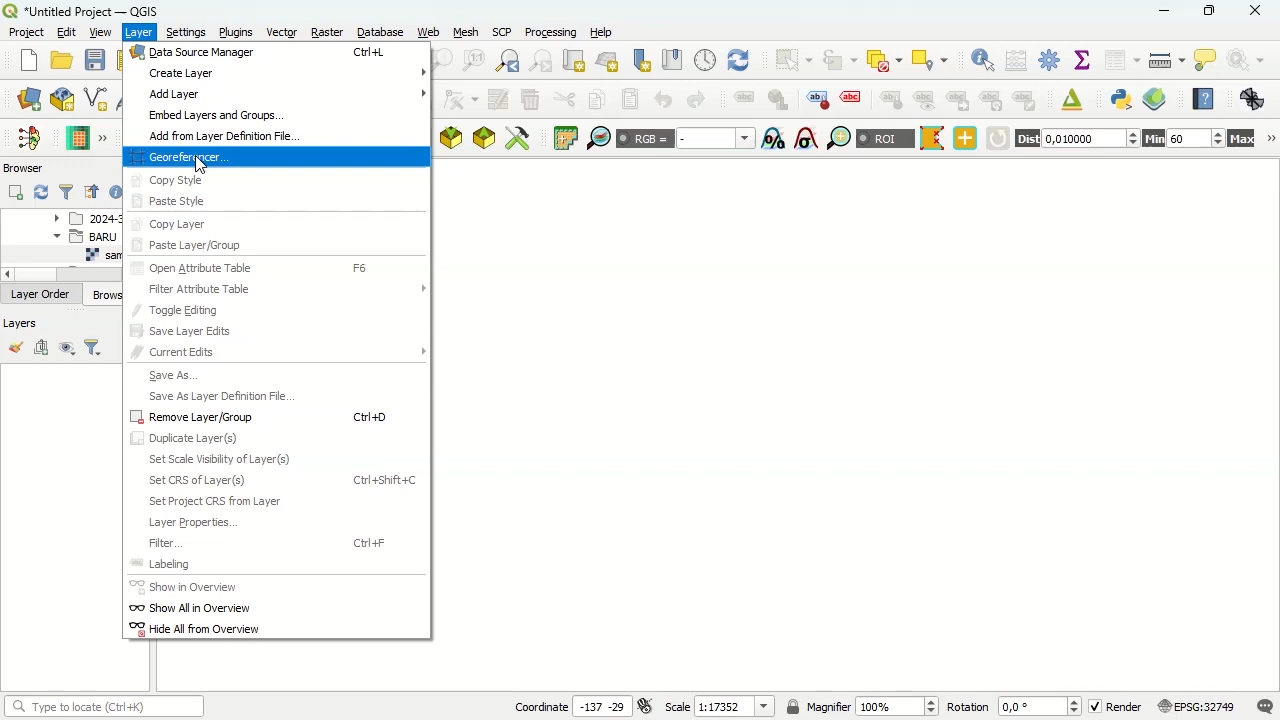 *Untitled Project — QGIS
Project Edit View Layer Settings Plugins Vector Raster Database Web Mesh SCP Processing Help
Data Source Manager Ctrl+L
Create Layer
Add Layer
Embed Layers and Groups...
Add from Layer Definition File...
Georeferencer...
Copy Style
Paste Style
Copy Layer
Paste Layer/Group
Open Attribute Table F6
Filter Attribute Table
Toggle Editing
Save Layer Edits
Current Edits
Save As...
Save As Layer Definition File...
Remove Layer/Group Ctrl+D
Duplicate Layer(s)
Set Scale Visibility of Layer(s)
Set CRS of Layer(s) Ctrl+Shift+C
Set Project CRS from Layer
Layer Properties...
Filter... Ctrl+F
Labeling
Show in Overview
Show All in Overview
Hide All from Overview
RGB = - ROI Dist 0,010000 Min 60 Max
Browser
2024-3
BARU
sam
Layer Order Brows
Layers
Type to locate (Ctrl+K) Coordinate -137 -29 Scale 1:17352 Magnifier 100% Rotation 0,0 ° Render EPSG:32749